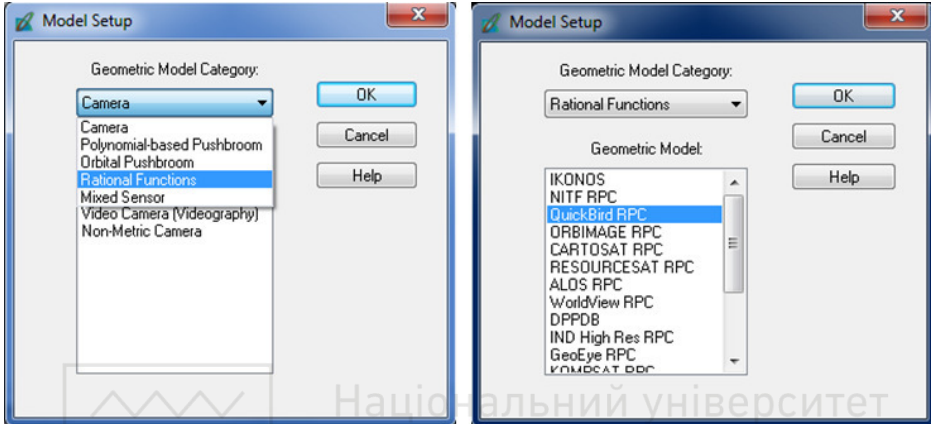 Model Setup
Geometric Model Category:
Camera
OK
Camera
Polynomial-based Pushbroom
Orbital Pushbroom
Rational Functions
Mixed Sensor
Video Camera (Videography)
Non-Metric Camera
Cancel
Help
Model Setup
Geometric Model Category:
Rational Functions
OK
Cancel
Help
Geometric Model:
IKONOS
NITF RPC
QuickBird RPC
ORBIMAGE RPC
CARTOSAT RPC
RESOURCESAT RPC
ALOS RPC
WorldView RPC
DPPDB
IND High Res RPC
GeoEye RPC
KOMPSAT RPC
Національний університет